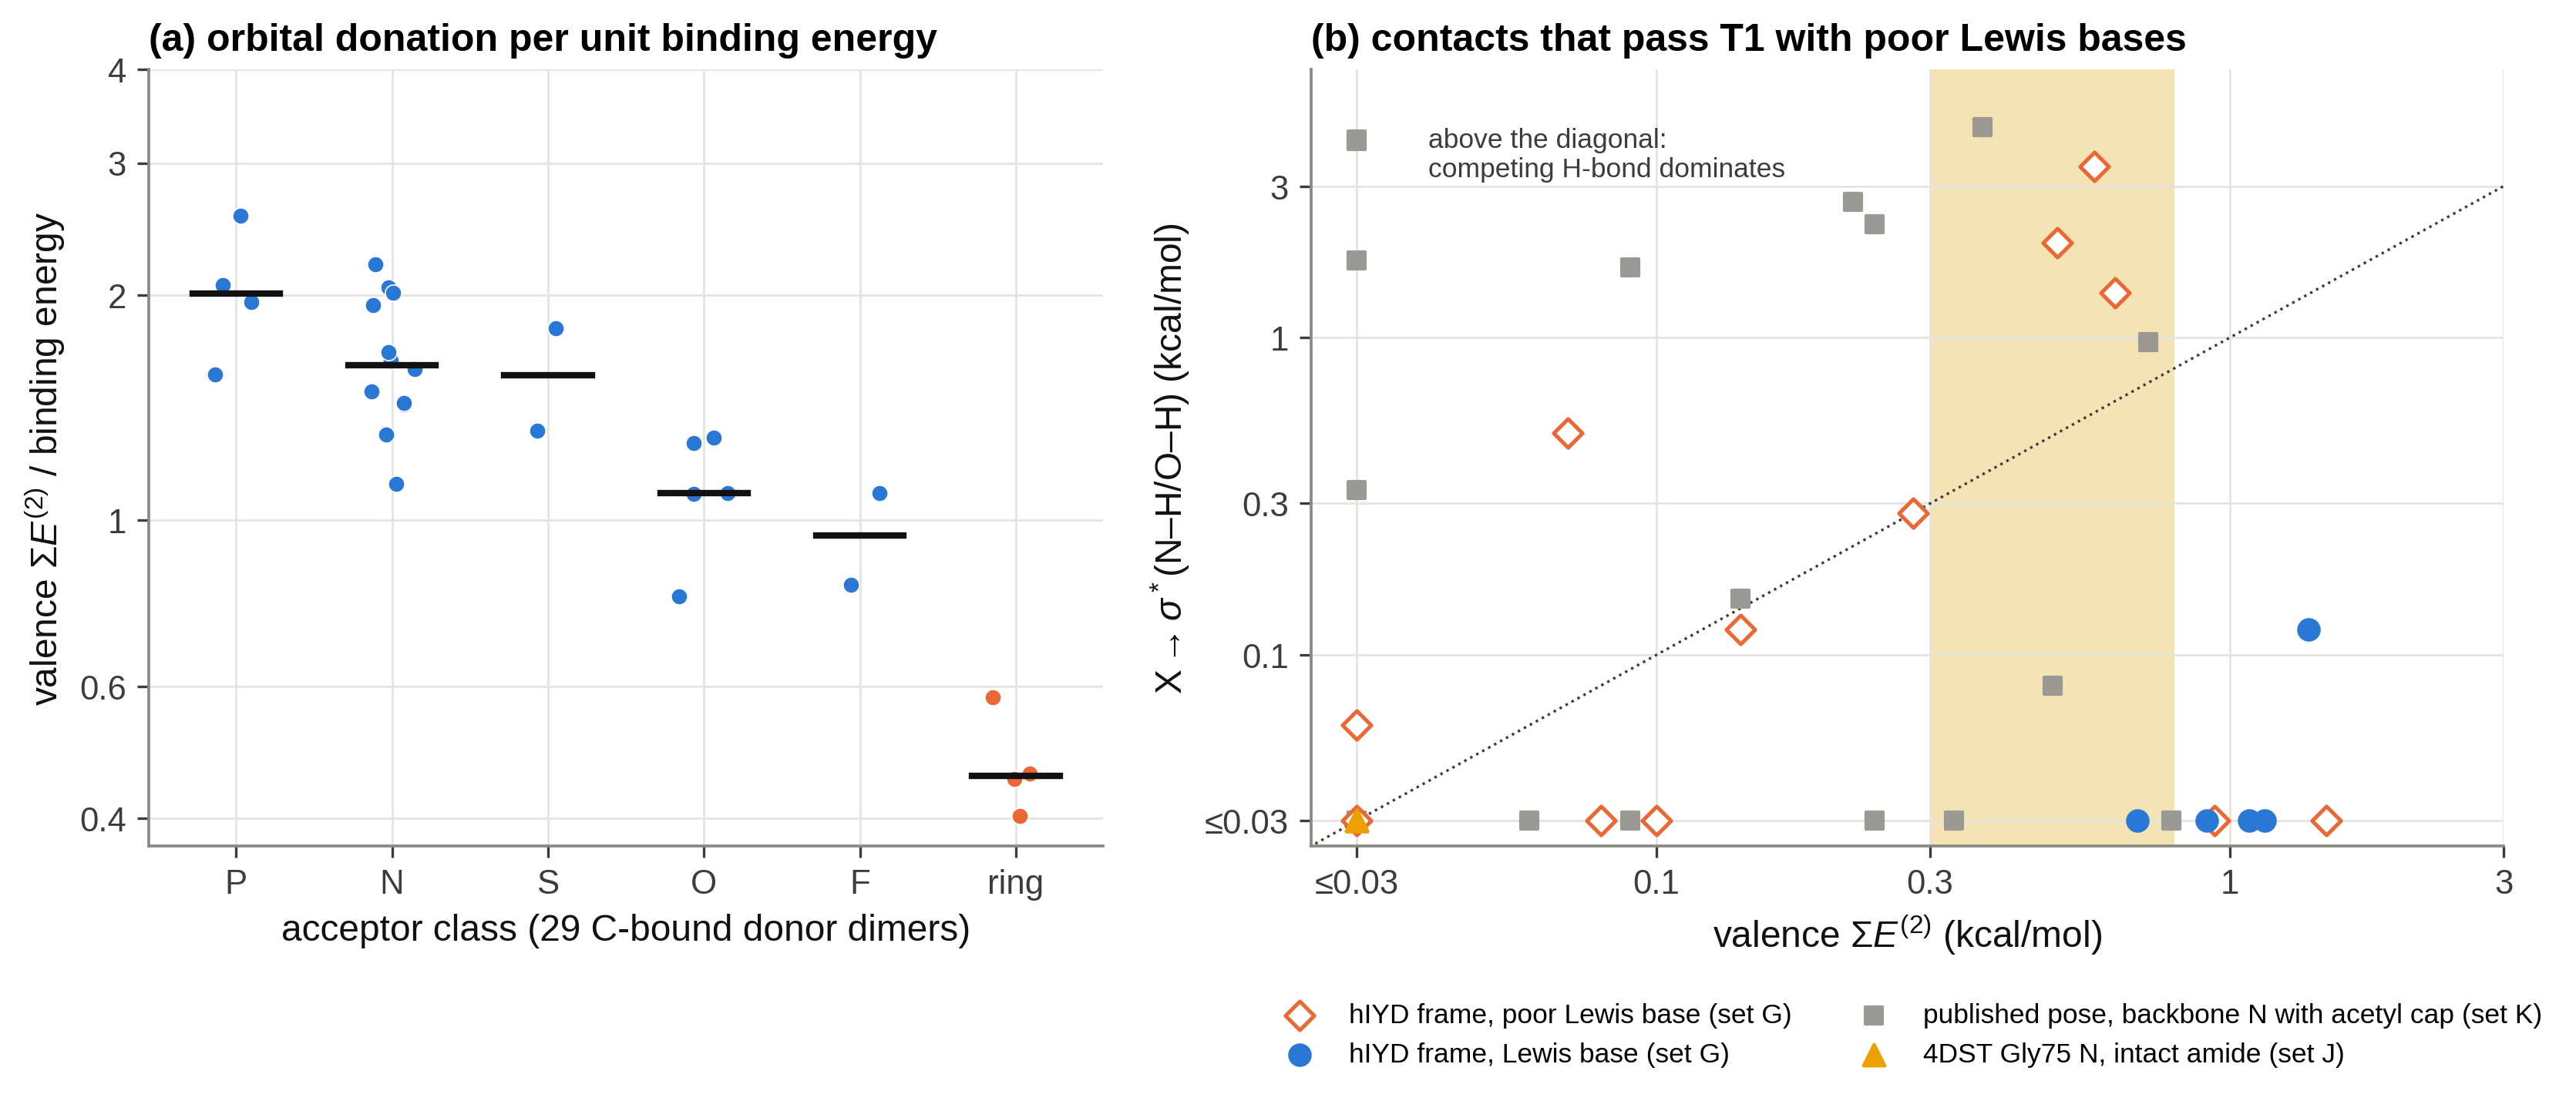 (a) orbital donation per unit binding energy
valence ΣE(2) / binding energy
4
3
2
1
0.6
0.4
P
N
S
O
F
ring
acceptor class (29 C-bound donor dimers)
(b) contacts that pass T1 with poor Lewis bases
X → σ* (N–H/O–H) (kcal/mol)
above the diagonal:
competing H-bond dominates
3
1
0.3
0.1
≤0.03
≤0.03
0.1
0.3
1
3
valence ΣE(2) (kcal/mol)
hIYD frame, poor Lewis base (set G)
hIYD frame, Lewis base (set G)
published pose, backbone N with acetyl cap (set K)
4DST Gly75 N, intact amide (set J)